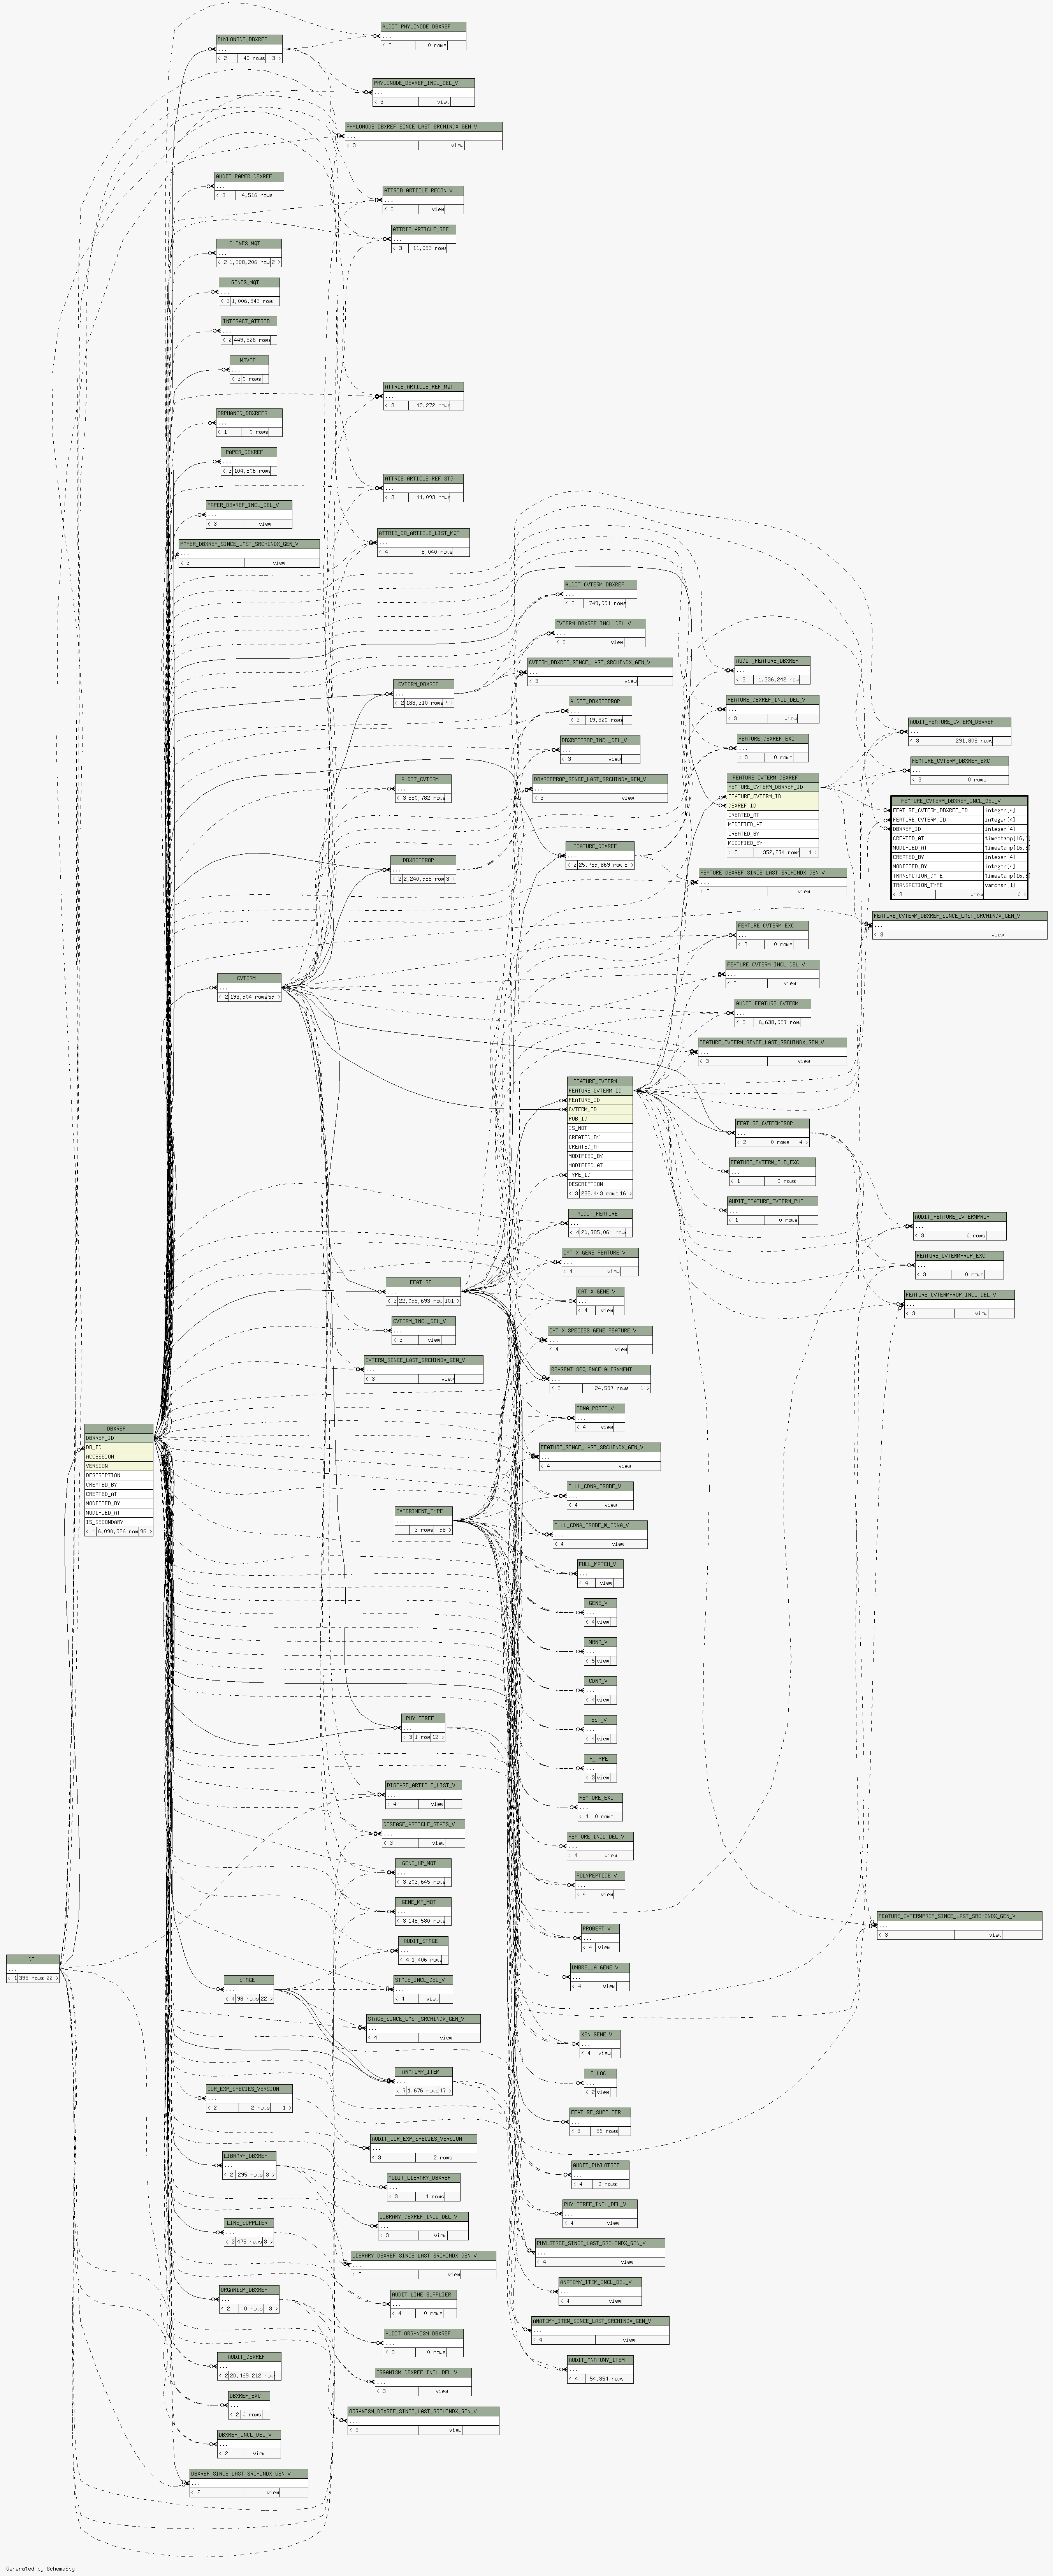 AUDIT_PHYLONODE_DBXREF
...
< 3 0 rows
PHYLONODE_DBXREF
...
< 2 40 rows 3 >
PHYLONODE_DBXREF_INCL_DEL_V
...
< 3 view
PHYLONODE_DBXREF_SINCE_LAST_SRCHINDX_GEN_V
...
< 3 view
AUDIT_PAPER_DBXREF
...
< 3 4,516 rows
ATTRIB_ARTICLE_RECON_V
...
< 3 view
ATTRIB_ARTICLE_REF
...
< 3 11,093 rows
CLONES_MQT
...
< 2 1,308,206 row 2 >
GENES_MQT
...
< 3 1,006,843 row
INTERACT_ATTRIB
...
< 2 449,826 rows
MOVIE
...
< 3 0 rows
ATTRIB_ARTICLE_REF_MQT
...
< 3 12,272 rows
ORPHANED_DBXREFS
...
< 1 0 rows
PAPER_DBXREF
...
< 3 104,806 rows
ATTRIB_ARTICLE_REF_STG
...
< 3 11,093 rows
PAPER_DBXREF_INCL_DEL_V
...
< 3 view
PAPER_DBXREF_SINCE_LAST_SRCHINDX_GEN_V
...
< 3 view
ATTRIB_DO_ARTICLE_LIST_MQT
...
< 4 8,040 rows
AUDIT_CVTERM_DBXREF
...
< 3 749,991 rows
CVTERM_DBXREF_INCL_DEL_V
...
< 3 view
CVTERM_DBXREF_SINCE_LAST_SRCHINDX_GEN_V
...
< 3 view
CVTERM_DBXREF
...
< 2 188,310 rows 7 >
AUDIT_DBXREFPROP
...
< 3 19,920 rows
DBXREFPROP_INCL_DEL_V
...
< 3 view
DBXREFPROP_SINCE_LAST_SRCHINDX_GEN_V
...
< 3 view
AUDIT_CVTERM
...
< 3 850,782 row
DBXREFPROP
...
< 2 2,240,955 row 3 >
FEATURE_DBXREF
...
< 2 25,759,869 row 5 >
AUDIT_FEATURE_DBXREF
...
< 3 1,336,242 row
FEATURE_DBXREF_INCL_DEL_V
...
< 3 view
FEATURE_DBXREF_EXC
...
< 3 0 rows
FEATURE_CVTERM_DBXREF
FEATURE_CVTERM_DBXREF_ID
FEATURE_CVTERM_ID
DBXREF_ID
CREATED_AT
MODIFIED_AT
CREATED_BY
MODIFIED_BY
< 2 352,274 rows 4 >
AUDIT_FEATURE_CVTERM_DBXREF
...
< 3 291,805 rows
FEATURE_CVTERM_DBXREF_EXC
...
< 3 0 rows
FEATURE_CVTERM_DBXREF_INCL_DEL_V
FEATURE_CVTERM_DBXREF_ID integer[4]
FEATURE_CVTERM_ID integer[4]
DBXREF_ID integer[4]
CREATED_AT timestamp[16,6]
MODIFIED_AT timestamp[16,6]
CREATED_BY integer[4]
MODIFIED_BY integer[4]
TRANSACTION_DATE timestamp[16,6]
TRANSACTION_TYPE varchar[1]
< 3 view 0 >
FEATURE_DBXREF_SINCE_LAST_SRCHINDX_GEN_V
...
< 3 view
FEATURE_CVTERM_DBXREF_SINCE_LAST_SRCHINDX_GEN_V
...
< 3 view
FEATURE_CVTERM_EXC
...
< 3 0 rows
FEATURE_CVTERM_INCL_DEL_V
...
< 3 view
CVTERM
...
< 2 193,904 rows 59 >
AUDIT_FEATURE_CVTERM
...
< 3 6,638,957 row
FEATURE_CVTERM_SINCE_LAST_SRCHINDX_GEN_V
...
< 3 view
FEATURE_CVTERM
FEATURE_CVTERM_ID
FEATURE_ID
CVTERM_ID
PUB_ID
IS_NOT
CREATED_BY
CREATED_AT
MODIFIED_BY
MODIFIED_AT
TYPE_ID
DESCRIPTION
< 3 285,443 rows 16 >
FEATURE_CVTERMPROP
...
< 2 0 rows 4 >
FEATURE_CVTERM_PUB_EXC
...
< 1 0 rows
AUDIT_FEATURE_CVTERM_PUB
...
< 1 0 rows
AUDIT_FEATURE_CVTERMPROP
...
< 3 0 rows
FEATURE_CVTERMPROP_EXC
...
< 3 0 rows
FEATURE_CVTERMPROP_INCL_DEL_V
...
< 3 view
AUDIT_FEATURE
...
< 4 20,785,061 row
CAT_X_GENE_FEATURE_V
...
< 4 view
FEATURE
...
< 3 22,095,693 row 101 >
CAT_X_GENE_V
...
< 4 view
CVTERM_INCL_DEL_V
...
< 3 view
CAT_X_SPECIES_GENE_FEATURE_V
...
< 4 view
CVTERM_SINCE_LAST_SRCHINDX_GEN_V
...
< 3 view
REAGENT_SEQUENCE_ALIGNMENT
...
< 6 24,597 rows 1 >
CDNA_PROBE_V
...
< 4 view
DBXREF
DBXREF_ID
DB_ID
ACCESSION
VERSION
DESCRIPTION
CREATED_BY
CREATED_AT
MODIFIED_BY
MODIFIED_AT
IS_SECONDARY
< 1 6,090,986 row 96 >
FEATURE_SINCE_LAST_SRCHINDX_GEN_V
...
< 4 view
FULL_CDNA_PROBE_V
...
< 4 view
EXPERIMENT_TYPE
...
3 rows 98 >
FULL_CDNA_PROBE_W_CDNA_V
...
< 4 view
FULL_MATCH_V
...
< 4 view
GENE_V
...
< 4 view
MRNA_V
...
< 5 view
CDNA_V
...
< 4 view
PHYLOTREE
...
< 3 1 row 12 >
EST_V
...
< 4 view
F_TYPE
...
< 3 view
DISEASE_ARTICLE_LIST_V
...
< 4 view
FEATURE_EXC
...
< 4 0 rows
DISEASE_ARTICLE_STATS_V
...
< 3 view
FEATURE_INCL_DEL_V
...
< 4 view
GENE_HP_MQT
...
< 3 203,645 rows
POLYPEPTIDE_V
...
< 4 view
GENE_MP_MQT
...
< 3 148,580 rows
FEATURE_CVTERMPROP_SINCE_LAST_SRCHINDX_GEN_V
...
< 3 view
PROBEFT_V
...
< 4 view
AUDIT_STAGE
...
< 4 1,406 rows
DB
...
< 1 395 rows 22 >
UMBRELLA_GENE_V
...
< 4 view
STAGE
...
< 4 98 rows 22 >
STAGE_INCL_DEL_V
...
< 4 view
STAGE_SINCE_LAST_SRCHINDX_GEN_V
...
< 4 view
XEN_GENE_V
...
< 4 view
ANATOMY_ITEM
...
< 7 1,676 rows 47 >
F_LOC
...
< 2 view
CUR_EXP_SPECIES_VERSION
...
< 2 2 rows 1 >
FEATURE_SUPPLIER
...
< 3 56 rows
AUDIT_CUR_EXP_SPECIES_VERSION
...
< 3 2 rows
LIBRARY_DBXREF
...
< 2 295 rows 3 >
AUDIT_PHYLOTREE
...
< 4 0 rows
AUDIT_LIBRARY_DBXREF
...
< 3 4 rows
PHYLOTREE_INCL_DEL_V
...
< 4 view
LIBRARY_DBXREF_INCL_DEL_V
...
< 3 view
LINE_SUPPLIER
...
< 3 475 rows 3 >
PHYLOTREE_SINCE_LAST_SRCHINDX_GEN_V
...
< 4 view
LIBRARY_DBXREF_SINCE_LAST_SRCHINDX_GEN_V
...
< 3 view
ANATOMY_ITEM_INCL_DEL_V
...
< 4 view
ORGANISM_DBXREF
...
< 2 0 rows 3 >
AUDIT_LINE_SUPPLIER
...
< 4 0 rows
ANATOMY_ITEM_SINCE_LAST_SRCHINDX_GEN_V
...
< 4 view
AUDIT_ORGANISM_DBXREF
...
< 3 0 rows
AUDIT_DBXREF
...
< 2 20,469,212 row
AUDIT_ANATOMY_ITEM
...
< 4 54,354 rows
ORGANISM_DBXREF_INCL_DEL_V
...
< 3 view
DBXREF_EXC
...
< 2 0 rows
ORGANISM_DBXREF_SINCE_LAST_SRCHINDX_GEN_V
...
< 3 view
DBXREF_INCL_DEL_V
...
< 2 view
DBXREF_SINCE_LAST_SRCHINDX_GEN_V
...
< 2 view
Generated by SchemaSpy